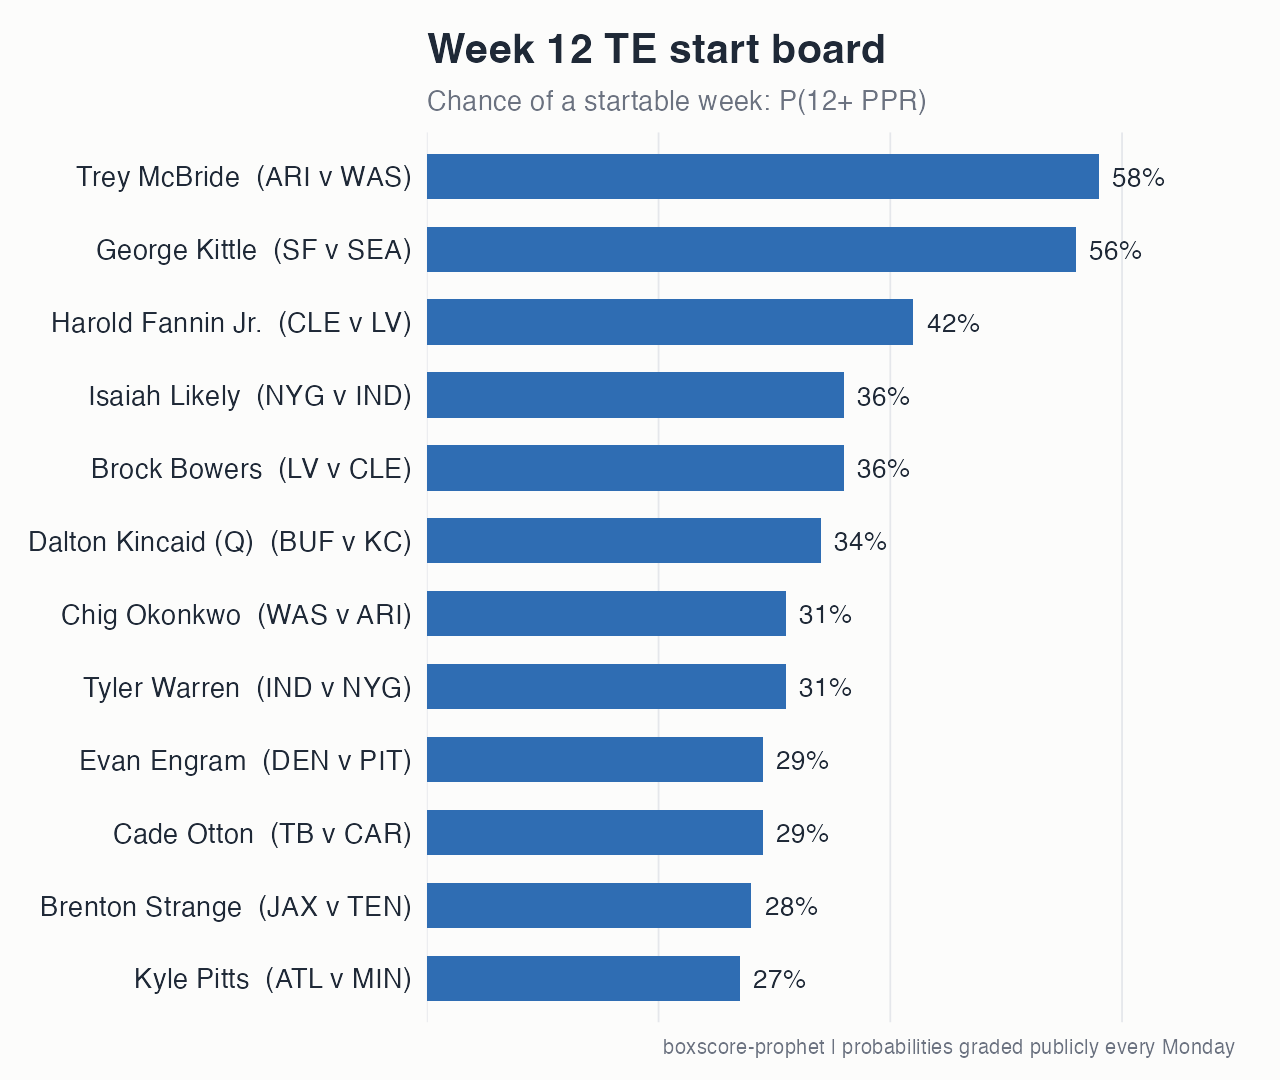 Week 12 TE start board
Chance of a startable week: P(12+ PPR)
Trey McBride (ARI v WAS) 58%
George Kittle (SF v SEA) 56%
Harold Fannin Jr. (CLE v LV) 42%
Isaiah Likely (NYG v IND) 36%
Brock Bowers (LV v CLE) 36%
Dalton Kincaid (Q) (BUF v KC) 34%
Chig Okonkwo (WAS v ARI) 31%
Tyler Warren (IND v NYG) 31%
Evan Engram (DEN v PIT) 29%
Cade Otton (TB v CAR) 29%
Brenton Strange (JAX v TEN) 28%
Kyle Pitts (ATL v MIN) 27%
boxscore-prophet | probabilities graded publicly every Monday